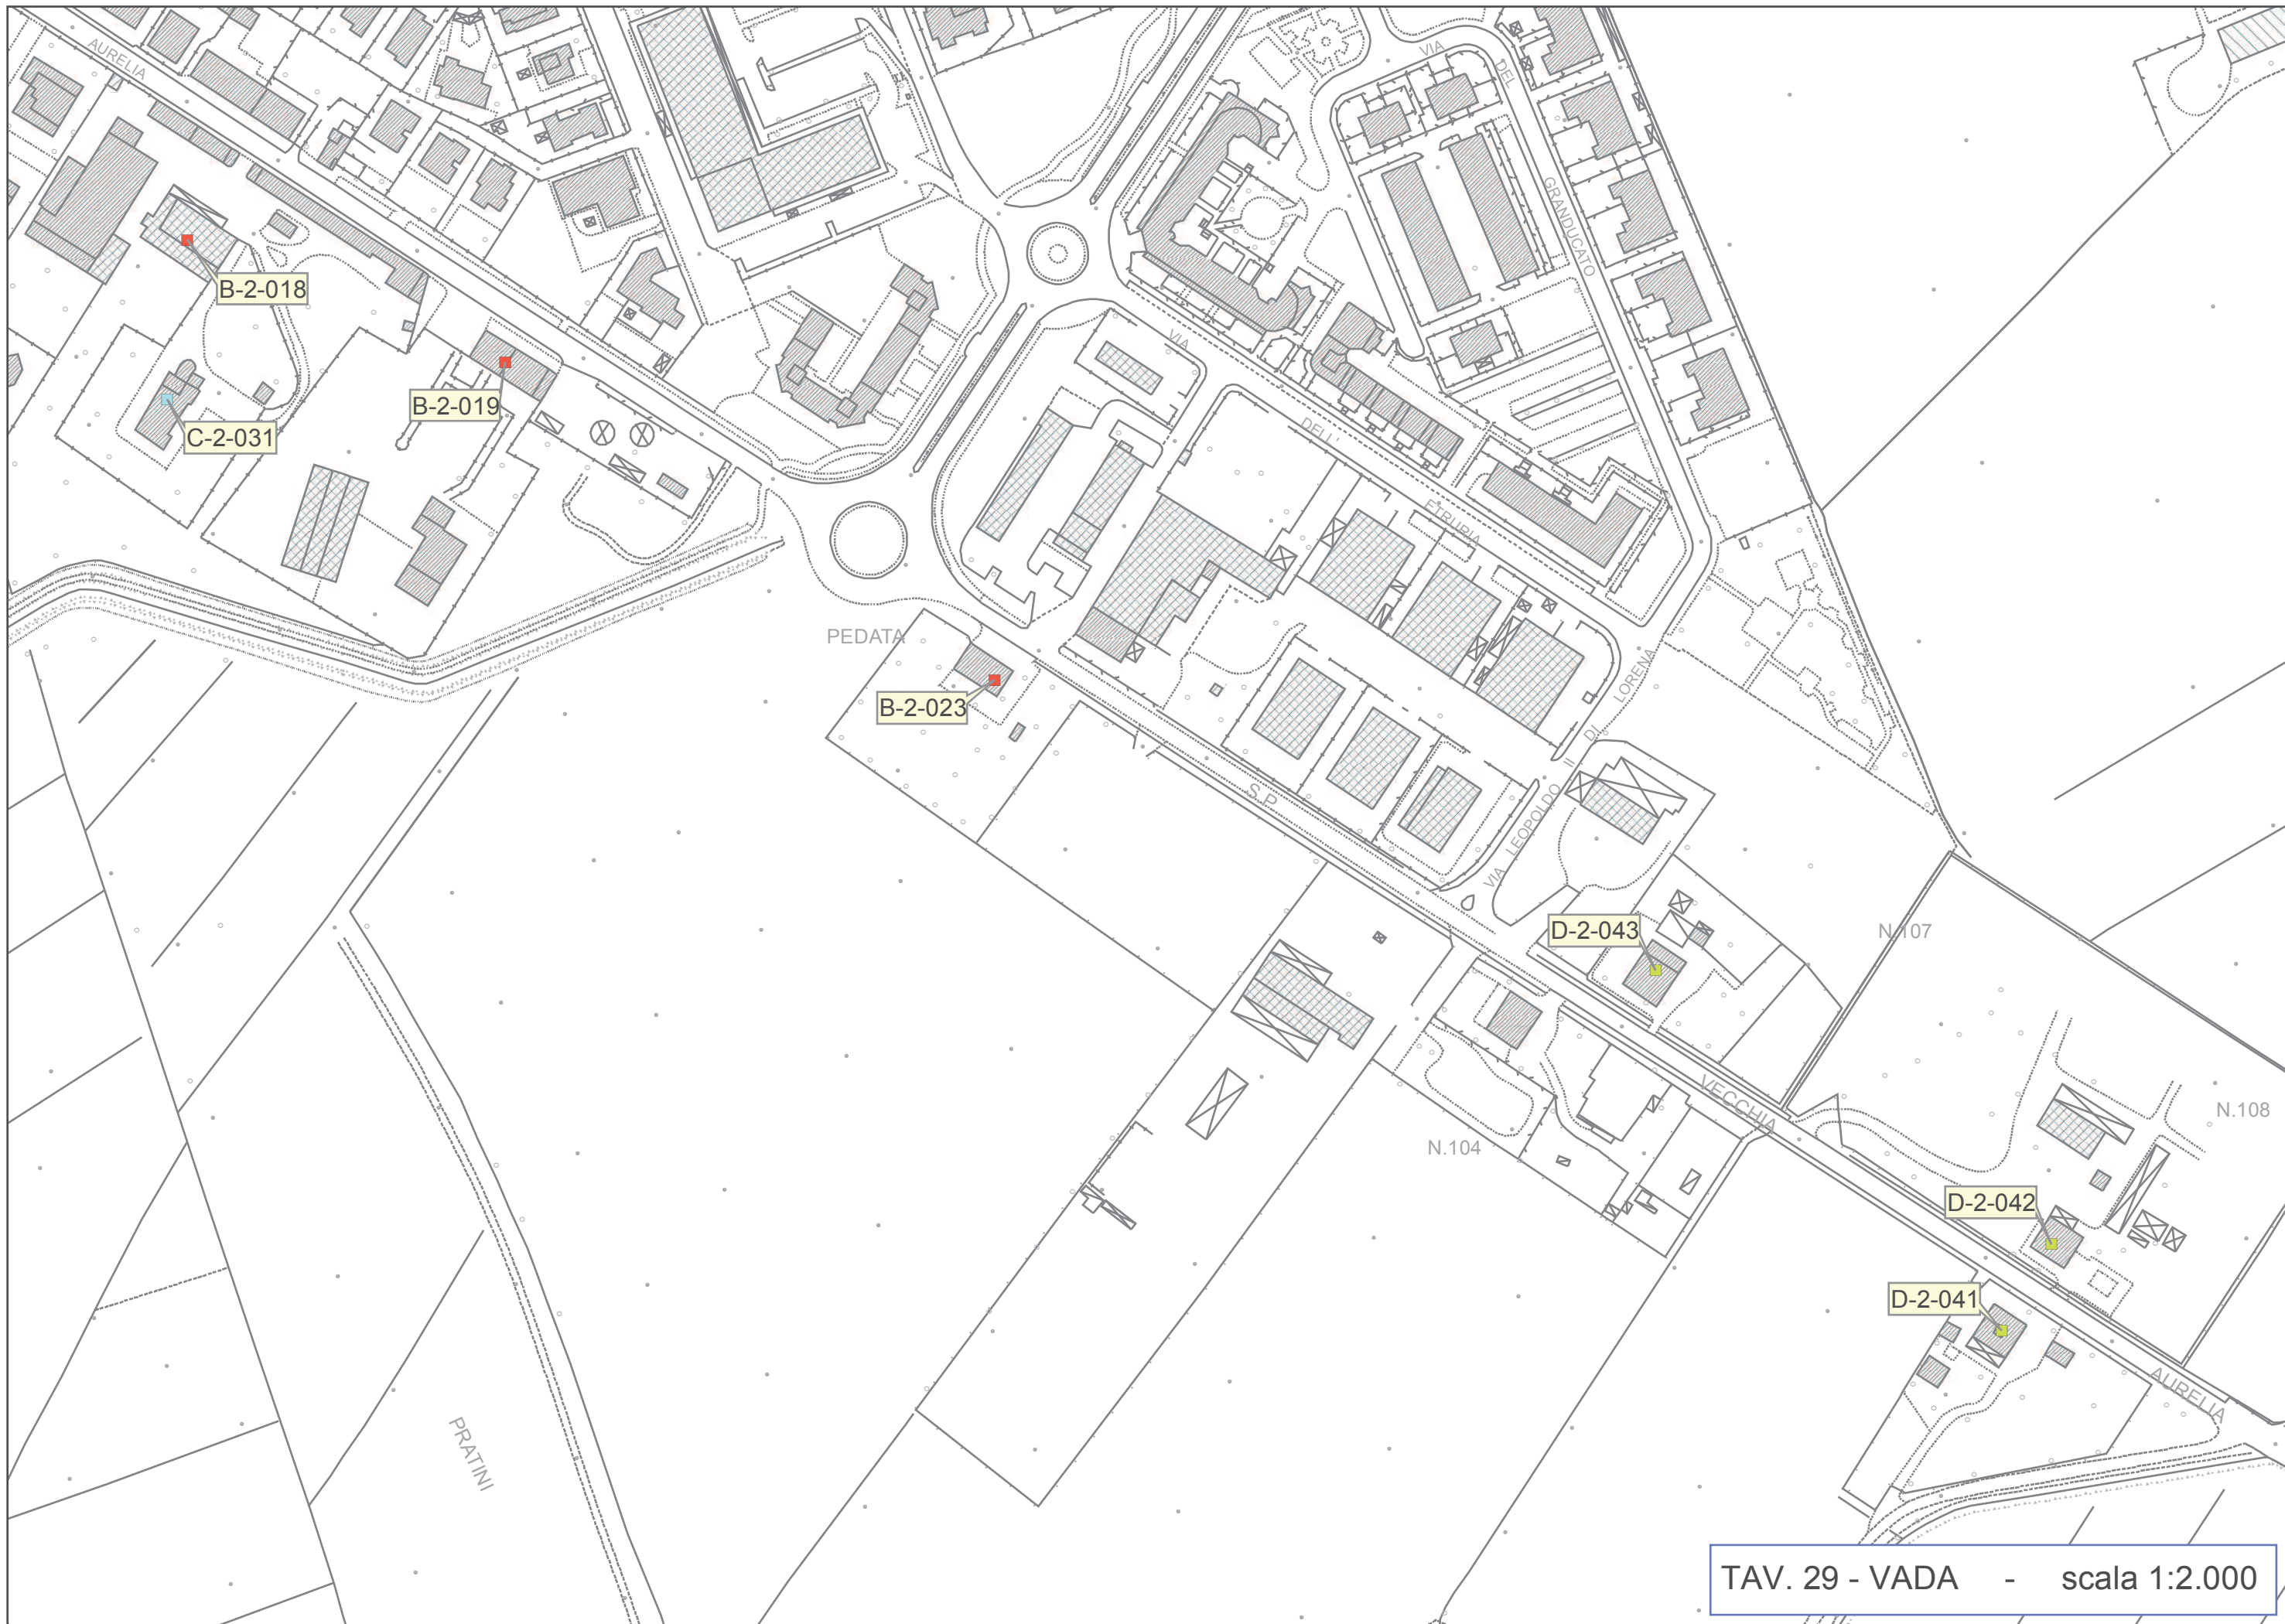 AURELIA
VIA
DEL
GRANDUCATO
B-2-018
VIA
B-2-019
C-2-031
DELL'
ETRURIA
PEDATA
B-2-023
VIA LEOPOLDO II DI LORENA
S.P.
D-2-043
N.107
VECCHIA
N.108
N.104
D-2-042
D-2-041
AURELIA
PRATINI
TAV. 29 - VADA - scala 1:2.000